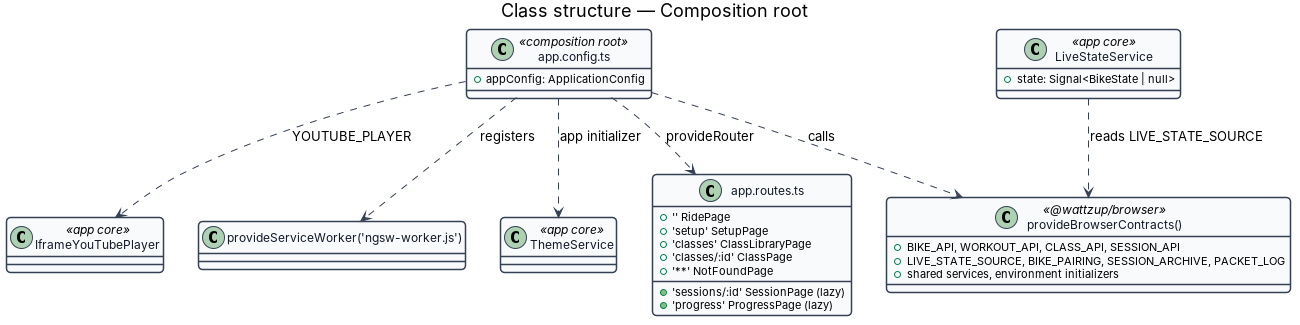 Class structure — Composition root
C
«composition root»
app.config.ts
appConfig: ApplicationConfig
C
«app core»
LiveStateService
state: Signal<BikeState | null>
YOUTUBE_PLAYER
registers
app initializer
provideRouter
calls
reads LIVE_STATE_SOURCE
C
«app core»
IframeYouTubePlayer
C
provideServiceWorker('ngsw-worker.js')
C
«app core»
ThemeService
C
app.routes.ts
'' RidePage
'setup' SetupPage
'classes' ClassLibraryPage
'classes/:id' ClassPage
'**' NotFoundPage
'sessions/:id' SessionPage (lazy)
'progress' ProgressPage (lazy)
C
«@wattzup/browser»
provideBrowserContracts()
BIKE_API, WORKOUT_API, CLASS_API, SESSION_API
LIVE_STATE_SOURCE, BIKE_PAIRING, SESSION_ARCHIVE, PACKET_LOG
shared services, environment initializers